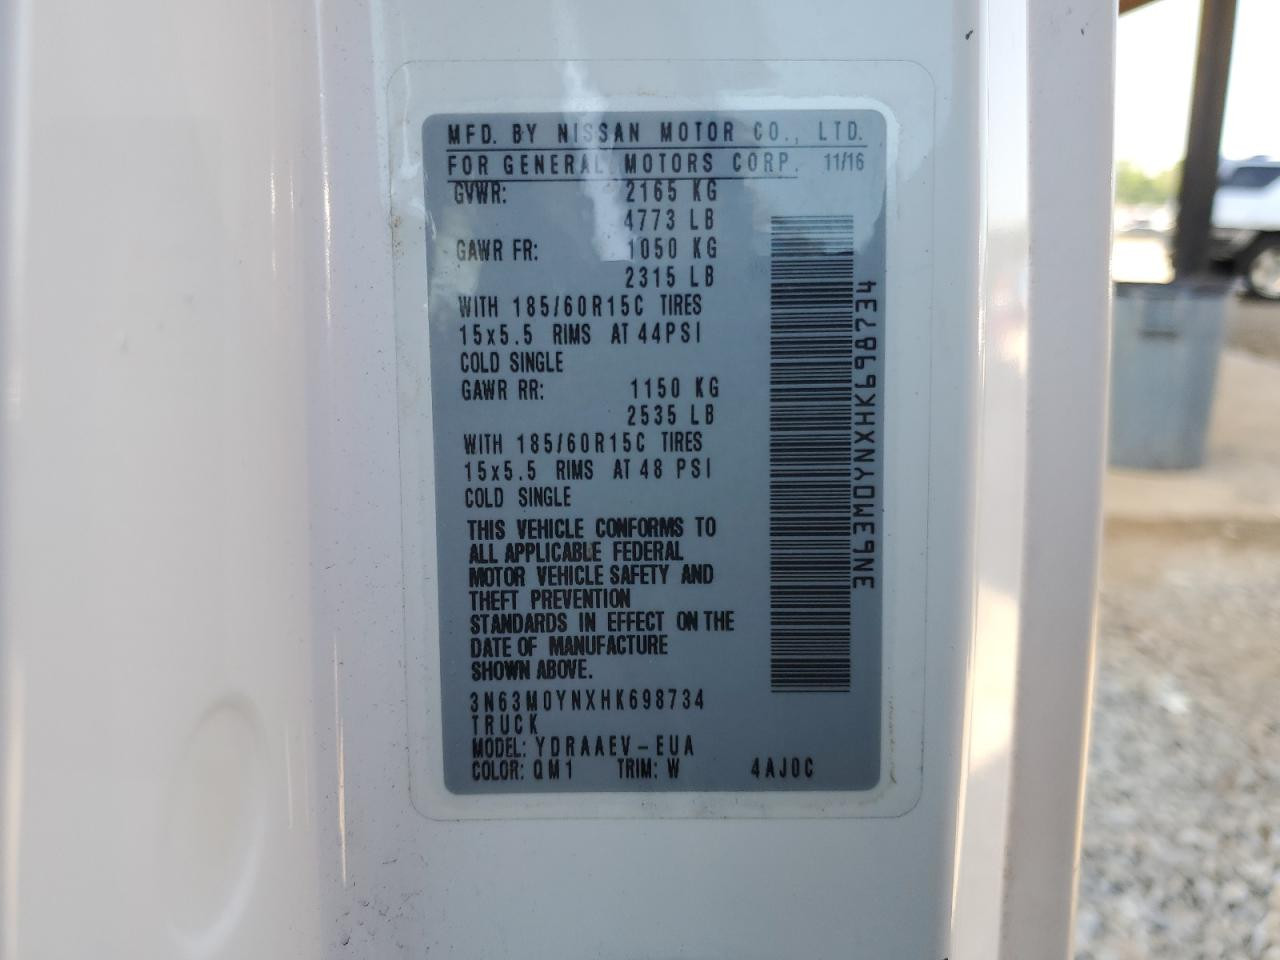 MFD. BY NISSAN MOTOR CO., LTD.
FOR GENERAL MOTORS CORP. 11/16
GVWR: 2165 KG
4773 LB
GAWR FR: 1050 KG
2315 LB
WITH 185/60R15C TIRES
15x5.5 RIMS AT 44PSI
COLD SINGLE
GAWR RR: 1150 KG
2535 LB
WITH 185/60R15C TIRES
15x5.5 RIMS AT 48 PSI
COLD SINGLE
THIS VEHICLE CONFORMS TO
ALL APPLICABLE FEDERAL
MOTOR VEHICLE SAFETY AND
THEFT PREVENTION
STANDARDS IN EFFECT ON THE
DATE OF MANUFACTURE
SHOWN ABOVE.
3N63M0YNXHK698734
TRUCK
MODEL: YDRAAEV-EUA
COLOR: QM1 TRIM: W 4AJ0C
3N63M0YNXHK698734